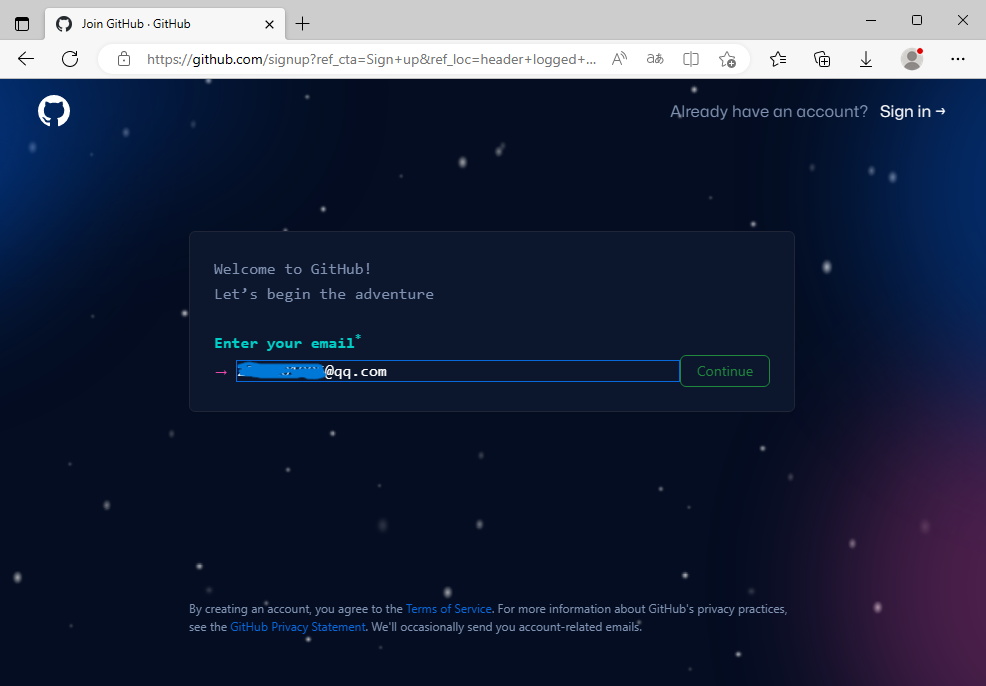 Join GitHub · GitHub
https://github.com/signup?ref_cta=Sign+up&ref_loc=header+logged+...
Already have an account? Sign in →
Welcome to GitHub!
Let’s begin the adventure
Enter your email*
→ @qq.com Continue
By creating an account, you agree to the Terms of Service. For more information about GitHub's privacy practices,
see the GitHub Privacy Statement. We'll occasionally send you account-related emails.